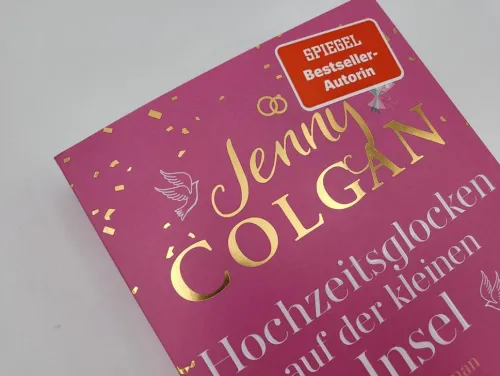 SPIEGEL
Bestseller-
Autorin
Jenny
COLGAN
Hochzeitsglocken
auf der kleinen
Insel